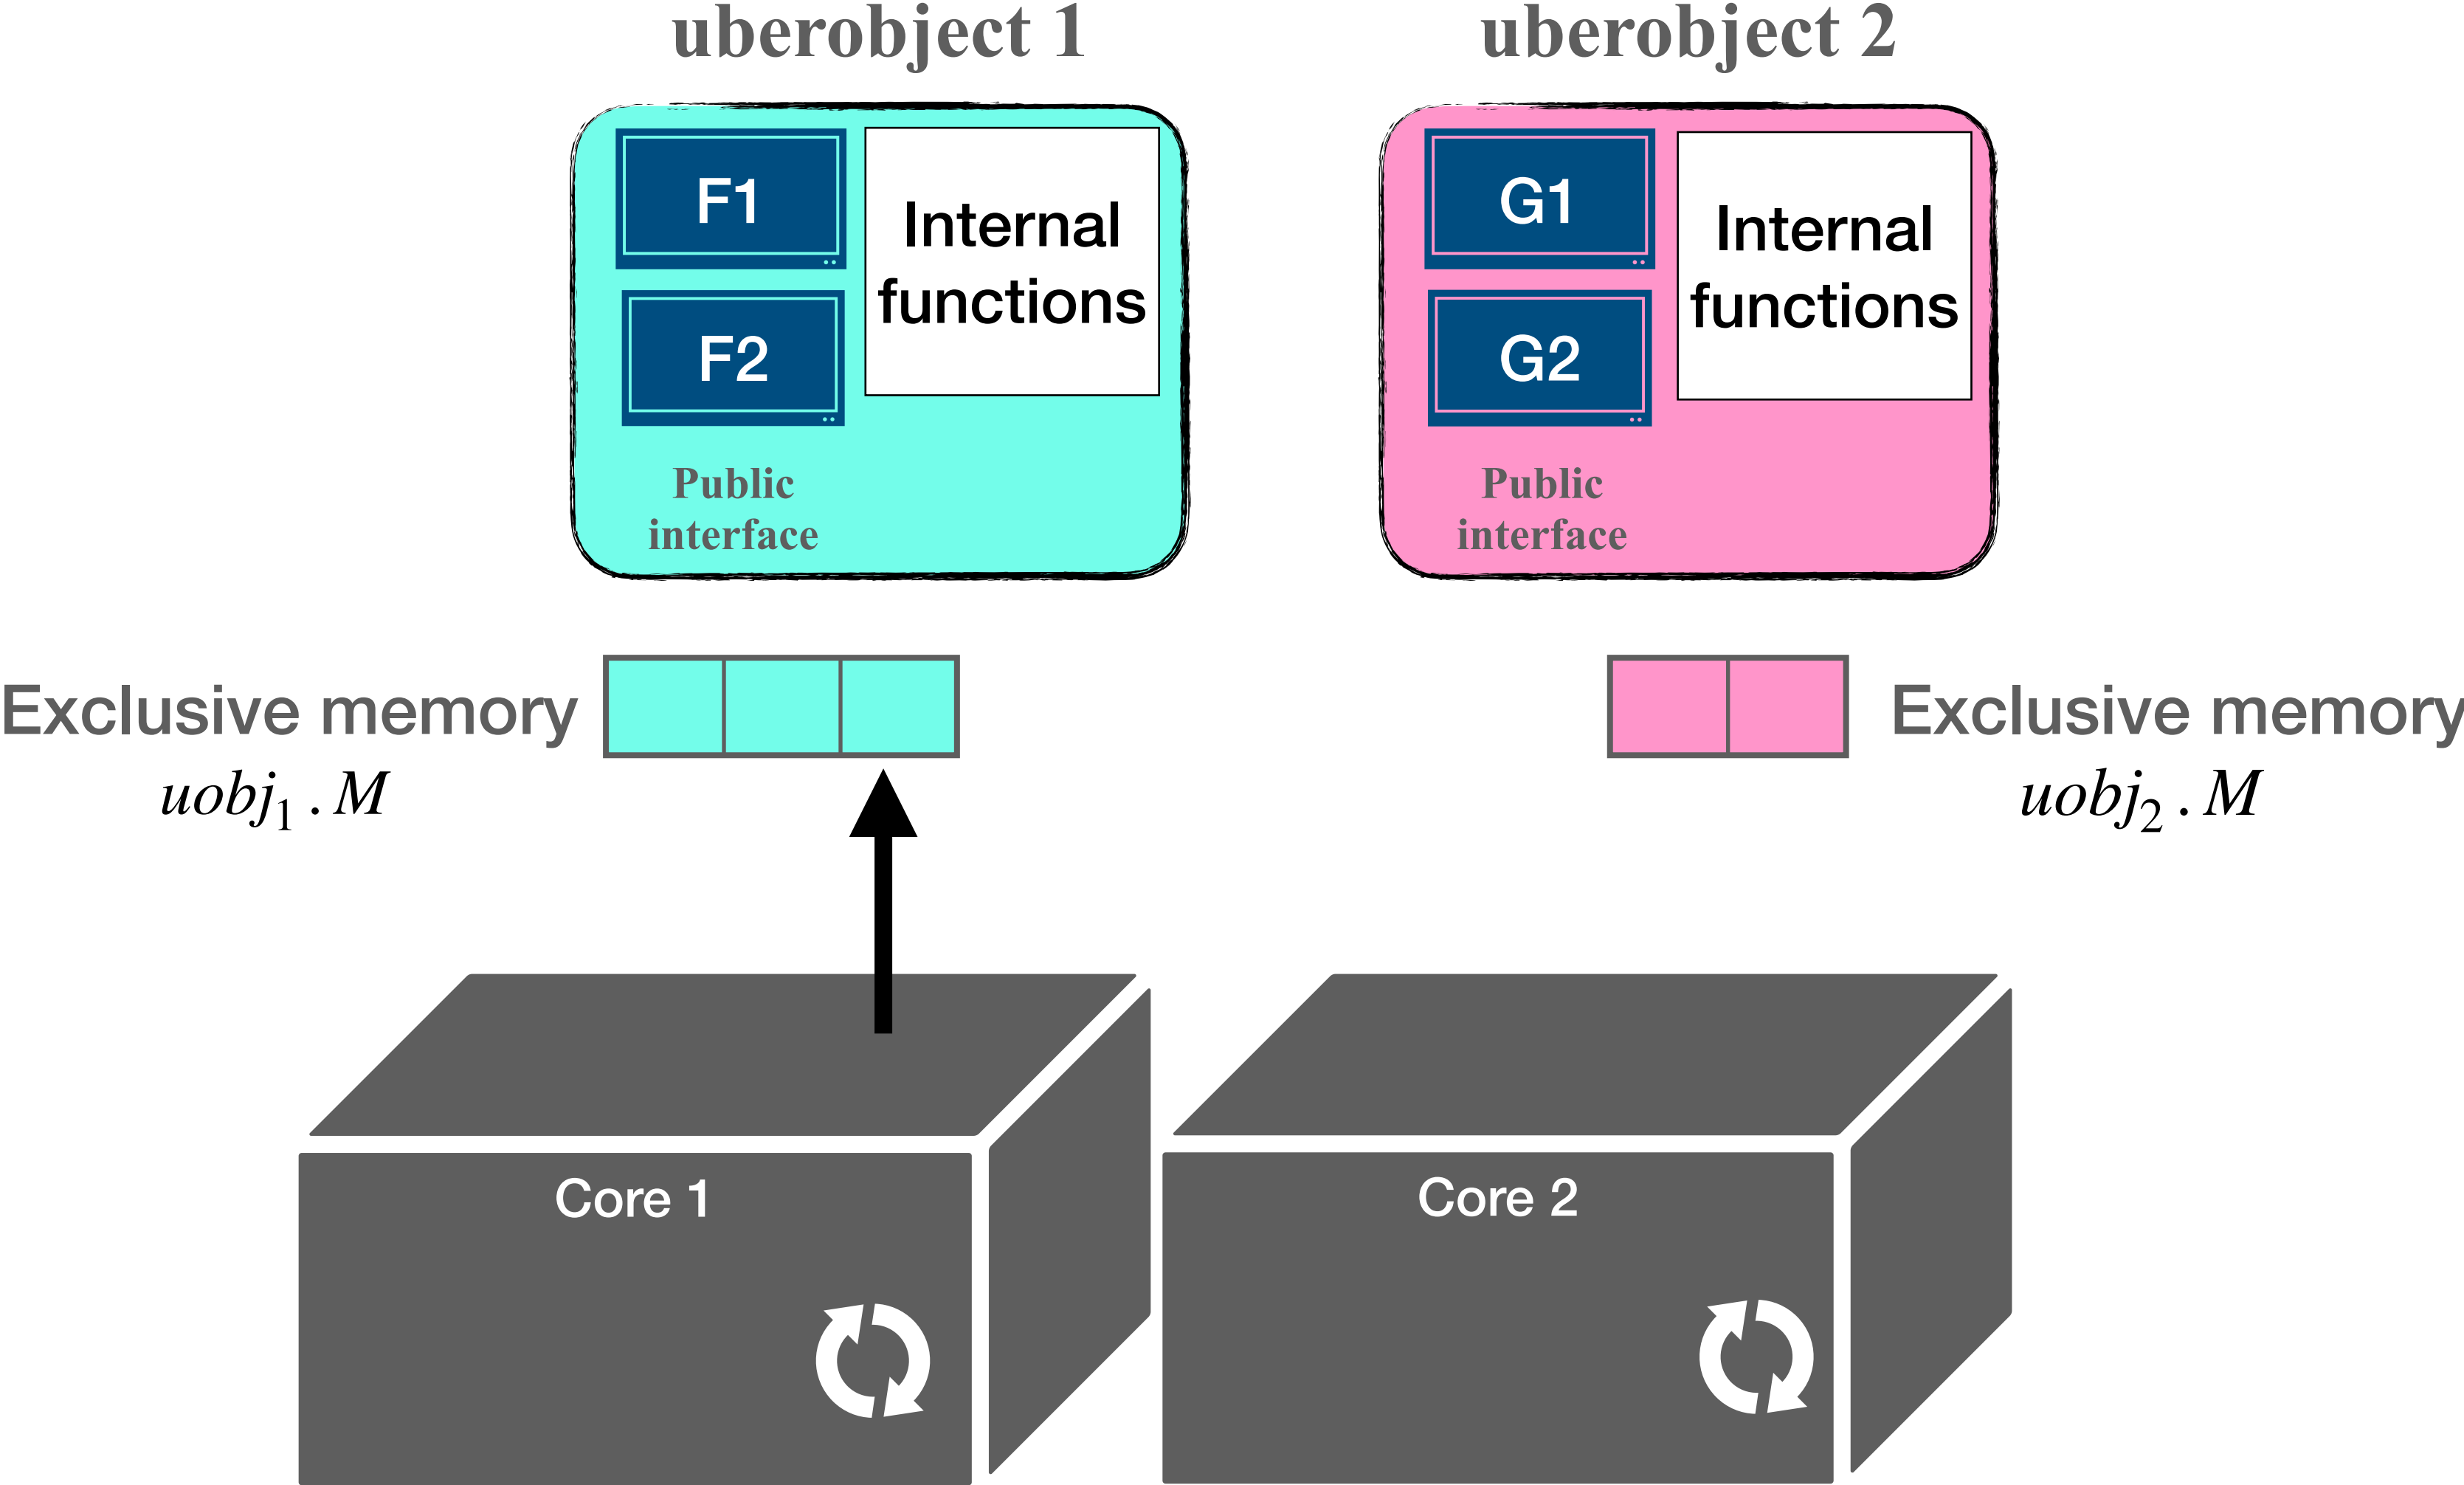 uberobject 1
uberobject 2
F1
Internal
functions
F2
Public
interface
G1
Internal
functions
G2
Public
interface
Exclusive memory
uobj₁ . M
Exclusive memory
uobj₂ . M
Core 1
Core 2